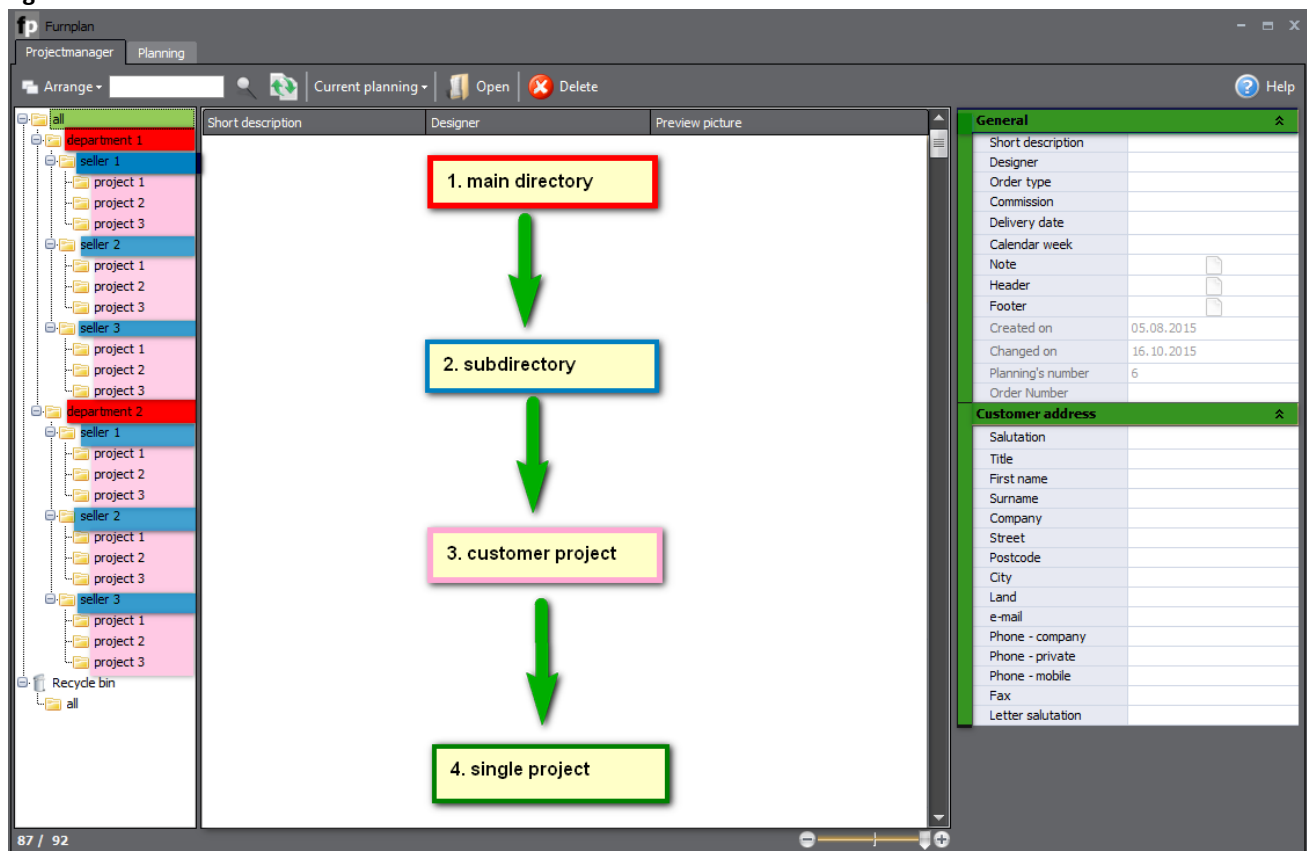 fp Furnplan
Projectmanager Planning
Arrange Current planning Open Delete Help
all
department 1
seller 1
project 1
project 2
project 3
seller 2
project 1
project 2
project 3
seller 3
project 1
project 2
project 3
department 2
seller 1
project 1
project 2
project 3
seller 2
project 1
project 2
project 3
seller 3
project 1
project 2
project 3
Recycle bin
all
87 / 92
Short description Designer Preview picture
1. main directory
2. subdirectory
3. customer project
4. single project
General
Short description
Designer
Order type
Commission
Delivery date
Calendar week
Note
Header
Footer
Created on 05.08.2015
Changed on 16.10.2015
Planning's number 6
Order Number
Customer address
Salutation
Title
First name
Surname
Company
Street
Postcode
City
Land
e-mail
Phone - company
Phone - private
Phone - mobile
Fax
Letter salutation